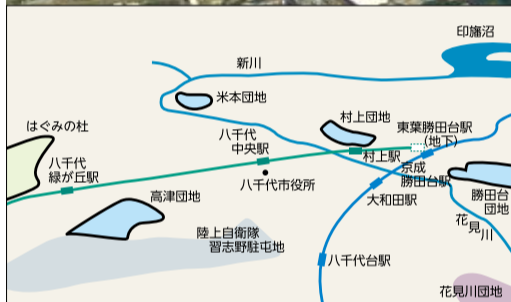 印旛沼
新川
米本団地
村上団地
東葉勝田台駅
(地下)
はぐみの杜
八千代
中央駅
村上駅
京成
勝田台駅
八千代
緑が丘駅
八千代市役所
勝田台
団地
高津団地
大和田駅
花見川
陸上自衛隊
習志野駐屯地
八千代台駅
花見川団地